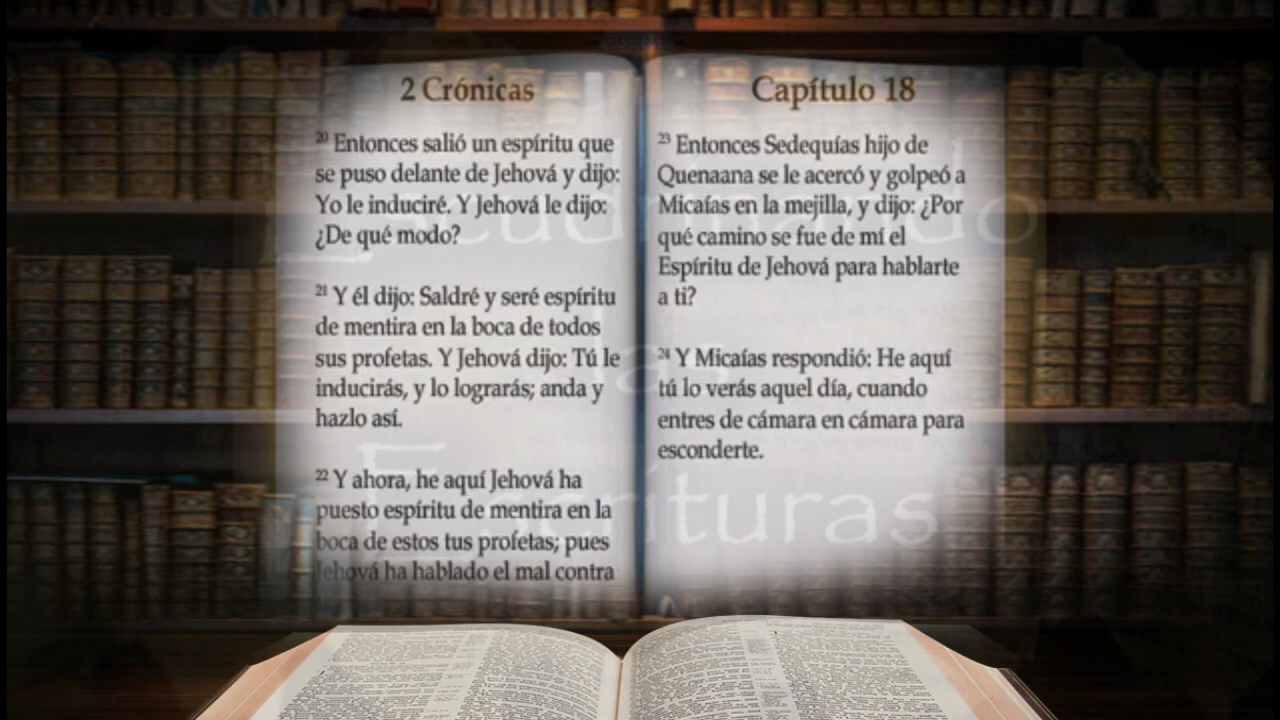 2 Crónicas
20 Entonces salió un espíritu que
se puso delante de Jehová y dijo:
Yo le induciré. Y Jehová le dijo:
¿De qué modo?
21 Y él dijo: Saldré y seré espíritu
de mentira en la boca de todos
sus profetas. Y Jehová dijo: Tú le
inducirás, y lo lograrás; anda y
hazlo así.
22 Y ahora, he aquí Jehová ha
puesto espíritu de mentira en la
boca de estos tus profetas; pues
Jehová ha hablado el mal contra
Capítulo 18
23 Entonces Sedequías hijo de
Quenaana se le acercó y golpeó a
Micaías en la mejilla, y dijo: ¿Por
qué camino se fue de mí el
Espíritu de Jehová para hablarte
a ti?
24 Y Micaías respondió: He aquí
tú lo verás aquel día, cuando
entres de cámara en cámara para
esconderte.
Escudriñando
las
Escrituras